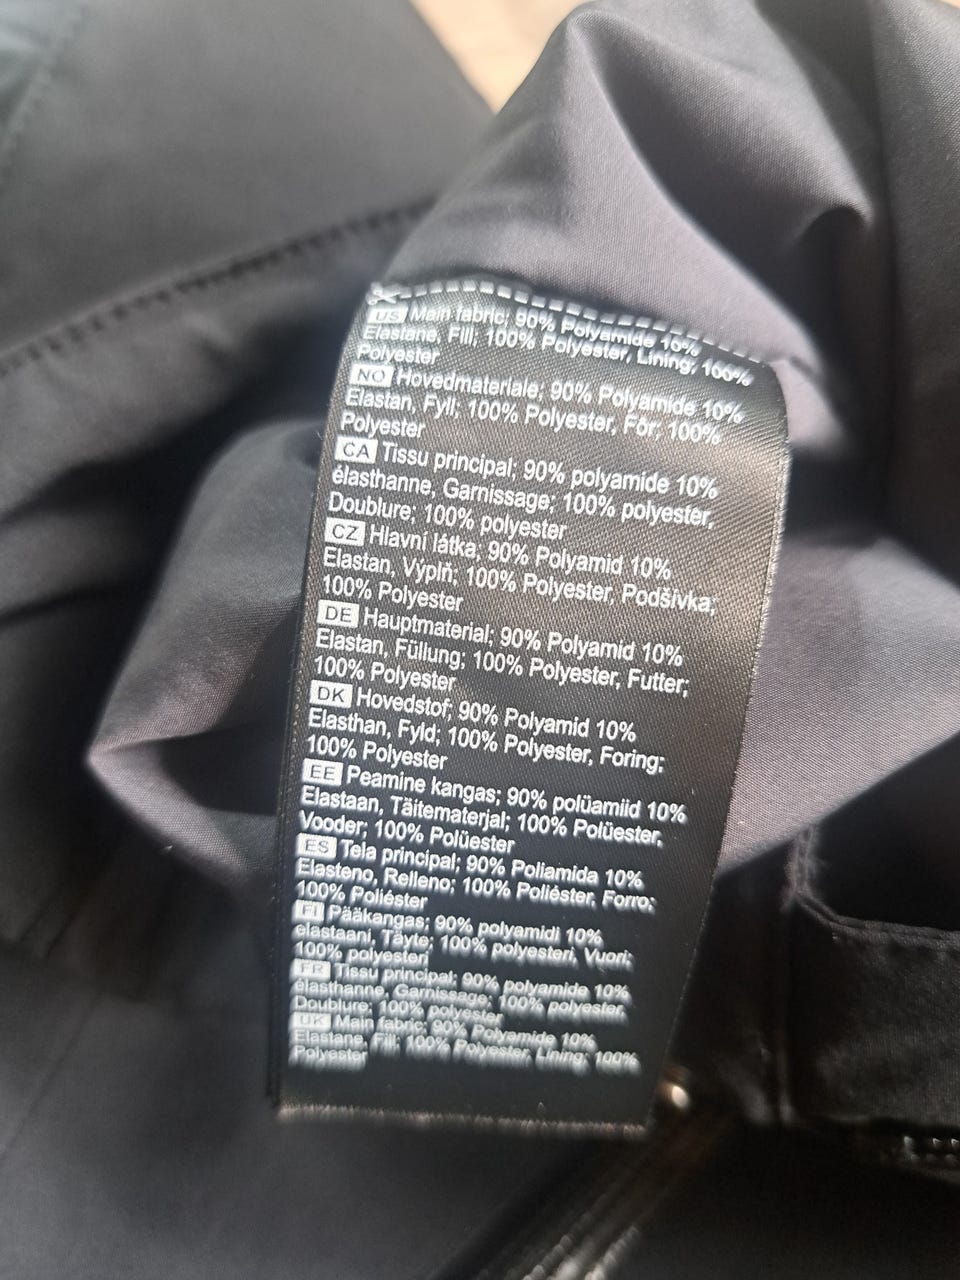 US Main fabric; 90% Polyamide 10%
Elastane, Fill; 100% Polyester, Lining; 100%
Polyester
NO Hovedmateriale; 90% Polyamide 10%
Elastan, Fyll; 100% Polyester, Fôr; 100%
Polyester
CA Tissu principal; 90% polyamide 10%
élasthanne, Garnissage; 100% polyester,
Doublure; 100% polyester
CZ Hlavní látka; 90% Polyamid 10%
Elastan, Výplň; 100% Polyester, Podšívka;
100% Polyester
DE Hauptmaterial; 90% Polyamid 10%
Elastan, Füllung; 100% Polyester, Futter;
100% Polyester
DK Hovedstof; 90% Polyamid 10%
Elasthan, Fyld; 100% Polyester, Foring;
100% Polyester
EE Peamine kangas; 90% polüamiid 10%
Elastaan, Täitematerjal; 100% Polüester,
Vooder; 100% Polüester
ES Tela principal; 90% Poliamida 10%
Elasteno, Relleno; 100% Poliéster, Forro;
100% Poliéster
FI Pääkangas; 90% polyamidi 10%
elastaani, Täyte; 100% polyesteri, Vuori;
100% polyesteri
FR Tissu principal; 90% polyamide 10%
élasthanne, Garnissage; 100% polyester,
Doublure; 100% polyester
UK Main fabric; 90% Polyamide 10%
Elastane, Fill; 100% Polyester, Lining; 100%
Polyester